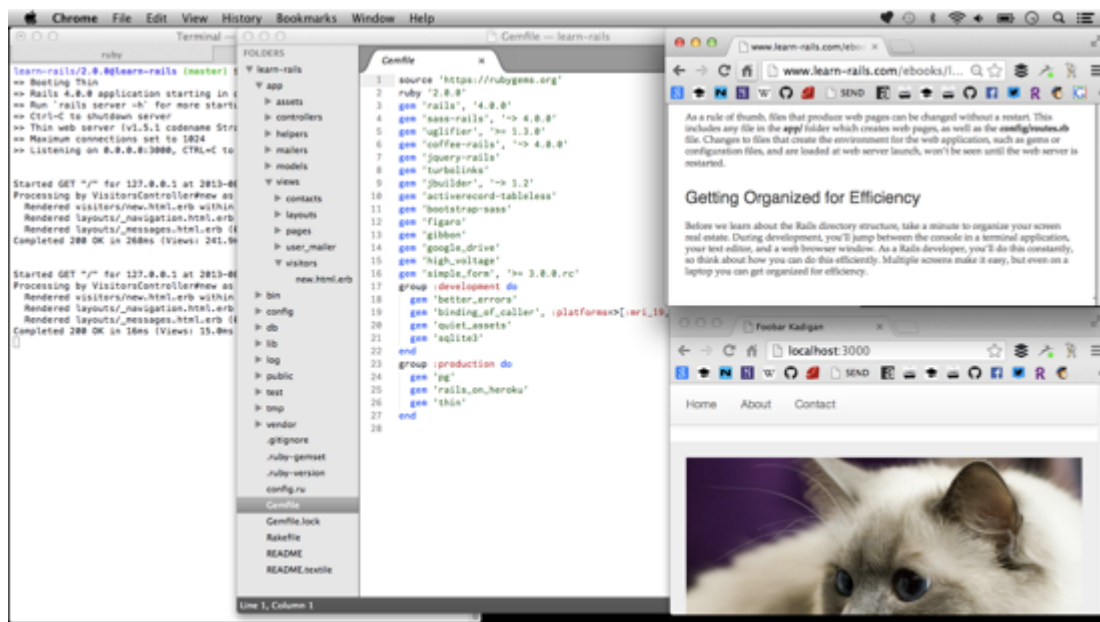 Chrome File Edit View History Bookmarks Window Help
Terminal —
ruby
learn-rails/2.0.0@learn-rails (master) $
=> Booting Thin
=> Rails 4.0.0 application starting in
=> Run `rails server -h` for more startu
=> Ctrl-C to shutdown server
>> Thin web server (v1.5.1 codename Stra
>> Maximum connections set to 1024
>> Listening on 0.0.0.0:3000, CTRL+C to
Started GET "/" for 127.0.0.1 at 2013-0
Processing by VisitorsController#new as
Rendered visitors/new.html.erb within
Rendered layouts/_navigation.html.erb
Rendered layouts/_messages.html.erb
Completed 200 OK in 268ms (Views: 241.9m
Started GET "/" for 127.0.0.1 at 2013-0
Processing by VisitorsController#new as
Rendered visitors/new.html.erb within
Rendered layouts/_navigation.html.erb
Rendered layouts/_messages.html.erb
Completed 200 OK in 16ms (Views: 15.0ms
Gemfile — learn-rails
FOLDERS
learn-rails
app
assets
controllers
helpers
mailers
models
views
contacts
layouts
pages
user_mailer
visitors
new.html.erb
bin
config
db
lib
log
public
test
tmp
vendor
.gitignore
.ruby-gemset
.ruby-version
config.ru
Gemfile
Gemfile.lock
Rakefile
README
README.textile
Line 1, Column 1
Gemfile
1 source 'https://rubygems.org'
2 ruby '2.0.0'
3 gem 'rails', '4.0.0'
4 gem 'sass-rails', '~> 4.0.0'
5 gem 'uglifier', '>= 1.3.0'
6 gem 'coffee-rails', '~> 4.0.0'
7 gem 'jquery-rails'
8 gem 'turbolinks'
9 gem 'jbuilder', '~> 1.2'
10 gem 'activerecord-tableless'
11 gem 'bootstrap-sass'
12 gem 'figaro'
13 gem 'gibbon'
14 gem 'google_drive'
15 gem 'high_voltage'
16 gem 'simple_form', '>= 3.0.0.rc'
17 group :development do
18 gem 'better_errors'
19 gem 'binding_of_caller', :platforms=>[:mri_19,
20 gem 'quiet_assets'
21 gem 'sqlite3'
22 end
23 group :production do
24 gem 'pg'
25 gem 'rails_on_heroku'
26 gem 'thin'
27 end
28
www.learn-rails.com/ebo
www.learn-rails.com/ebooks/l...
SEND
As a rule of thumb, files that produce web pages can be changed without a restart. This
includes any file in the app/ folder which creates web pages, as well as the config/routes.rb
file. Changes to files that create the environment for the web application, such as gems or
configuration files, and are loaded at web server launch, won't be seen until the web server is
restarted.
Getting Organized for Efficiency
Before we learn about the Rails directory structure, take a minute to organize your screen
real estate. During development, you'll jump between the console in a terminal application,
your text editor, and a web browser window. As a Rails developer, you'll do this constantly,
so think about how you can do this efficiently. Multiple screens make it easy, but even on a
laptop you can get organized for efficiency.
Foobar Kadigan
localhost:3000
SEND
Home About Contact